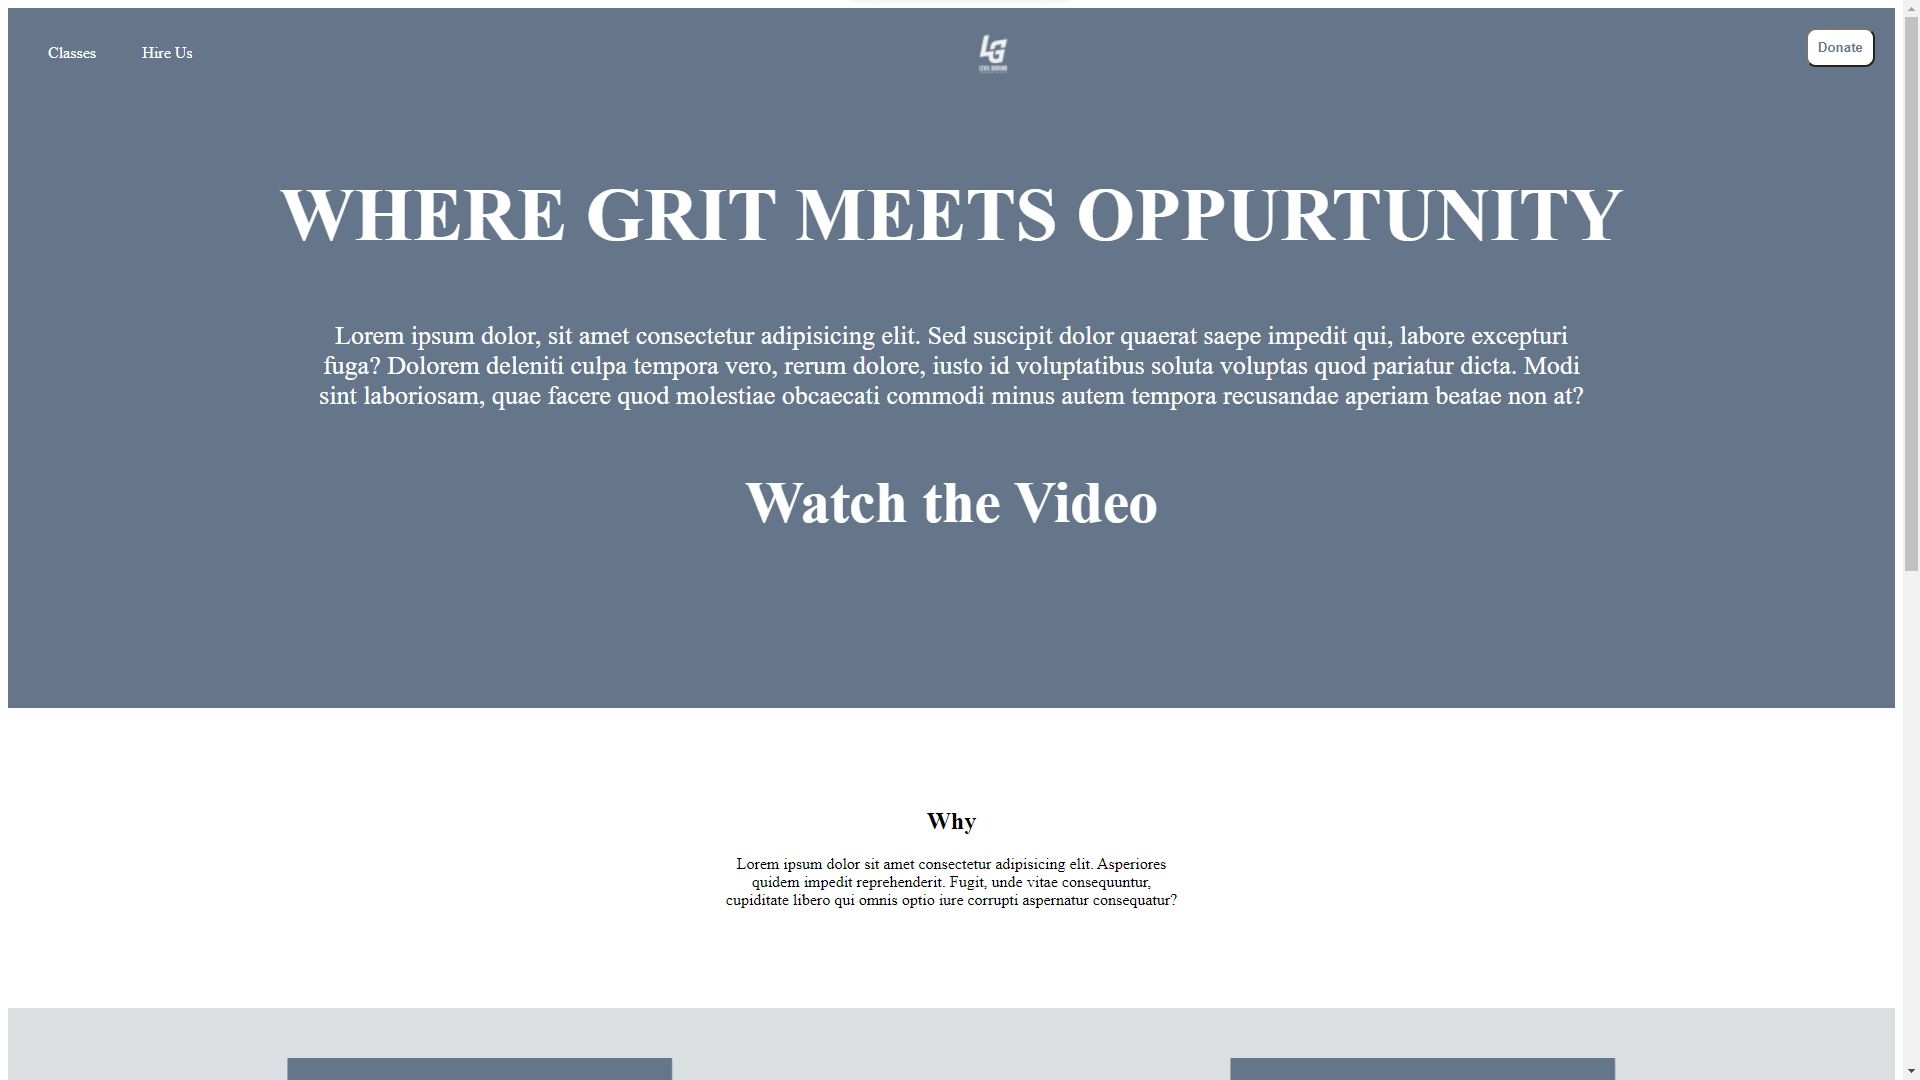 Classes
Hire Us
LG
LEVEL GROUND
Donate
WHERE GRIT MEETS OPPURTUNITY
Lorem ipsum dolor, sit amet consectetur adipisicing elit. Sed suscipit dolor quaerat saepe impedit qui, labore excepturi
fuga? Dolorem deleniti culpa tempora vero, rerum dolore, iusto id voluptatibus soluta voluptas quod pariatur dicta. Modi
sint laboriosam, quae facere quod molestiae obcaecati commodi minus autem tempora recusandae aperiam beatae non at?
Watch the Video
Why
Lorem ipsum dolor sit amet consectetur adipisicing elit. Asperiores
quidem impedit reprehenderit. Fugit, unde vitae consequuntur,
cupiditate libero qui omnis optio iure corrupti aspernatur consequatur?